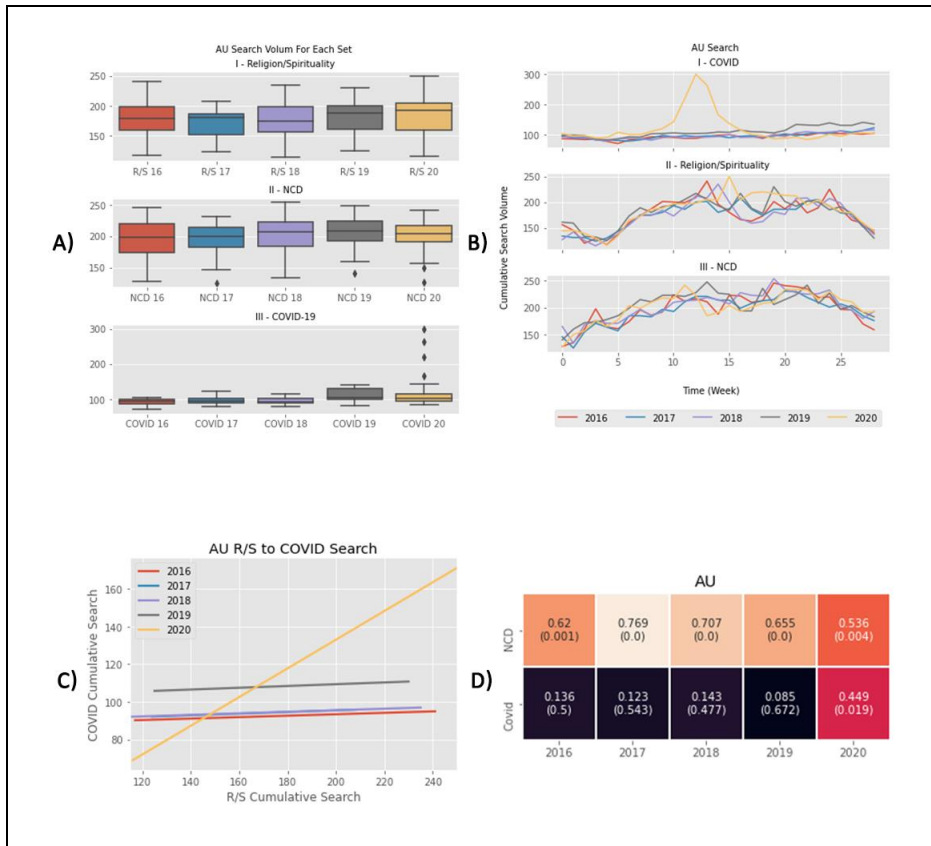 AU Search Volum For Each Set
I - Religion/Spirituality
250
200
150
R/S 16 R/S 17 R/S 18 R/S 19 R/S 20
II - NCD
A)
250
200
150
NCD 16 NCD 17 NCD 18 NCD 19 NCD 20
III - COVID-19
300
200
100
COVID 16 COVID 17 COVID 18 COVID 19 COVID 20
AU Search
I - COVID
300
200
100
II - Religion/Spirituality
250
200
150
B)
Cumulative Search Volume
III - NCD
250
200
150
0 5 10 15 20 25
Time (Week)
2016 2017 2018 2019 2020
AU R/S to COVID Search
2016
2017
2018
2019
2020
C)
COVID Cumulative Search
160
140
120
100
80
120 140 160 180 200 220 240
R/S Cumulative Search
AU
D)
NCD
0.62 0.769 0.707 0.655 0.536
(0.001) (0.0) (0.0) (0.0) (0.004)
Covid
0.136 0.123 0.143 0.085 0.449
(0.5) (0.543) (0.477) (0.672) (0.019)
2016 2017 2018 2019 2020